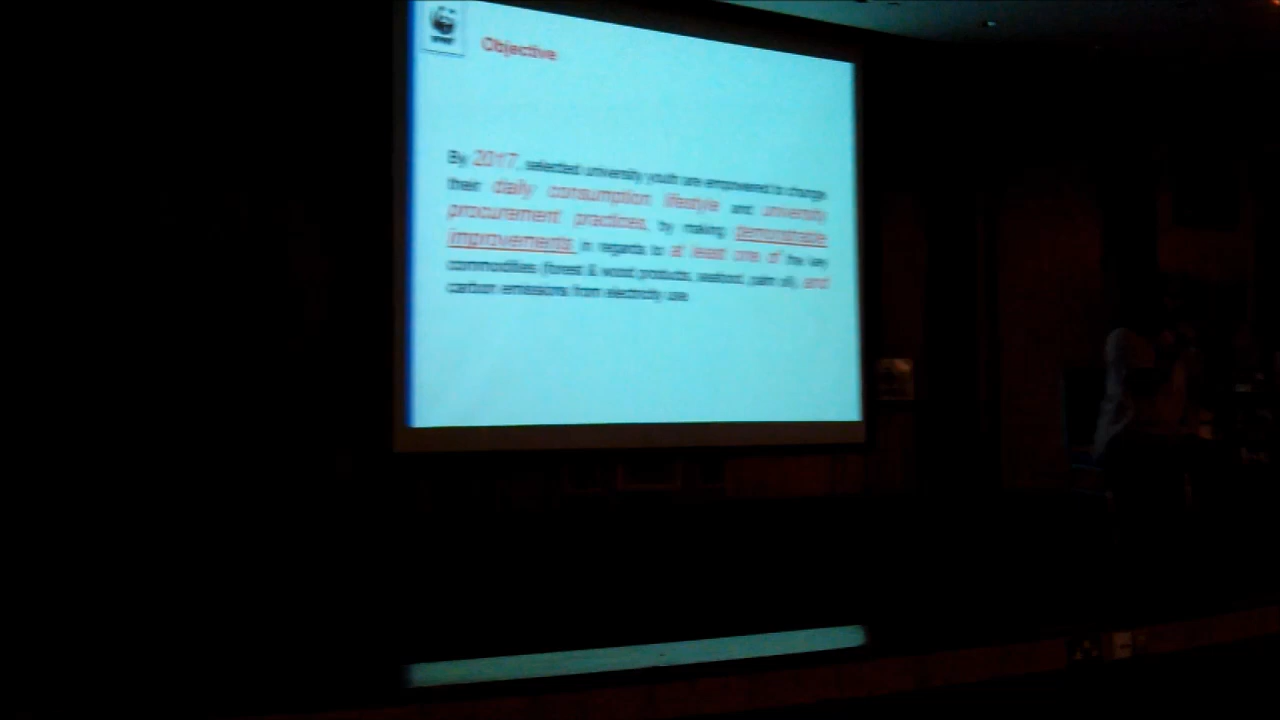 WWF
Objective
By 2017, selected university youth are empowered to change
their daily consumption lifestyle and university
procurement practices, by making demonstrable
improvements in regards to at least one of the key
commodities (forest & wood products, seafood, palm oil), and
carbon emissions from electricity use